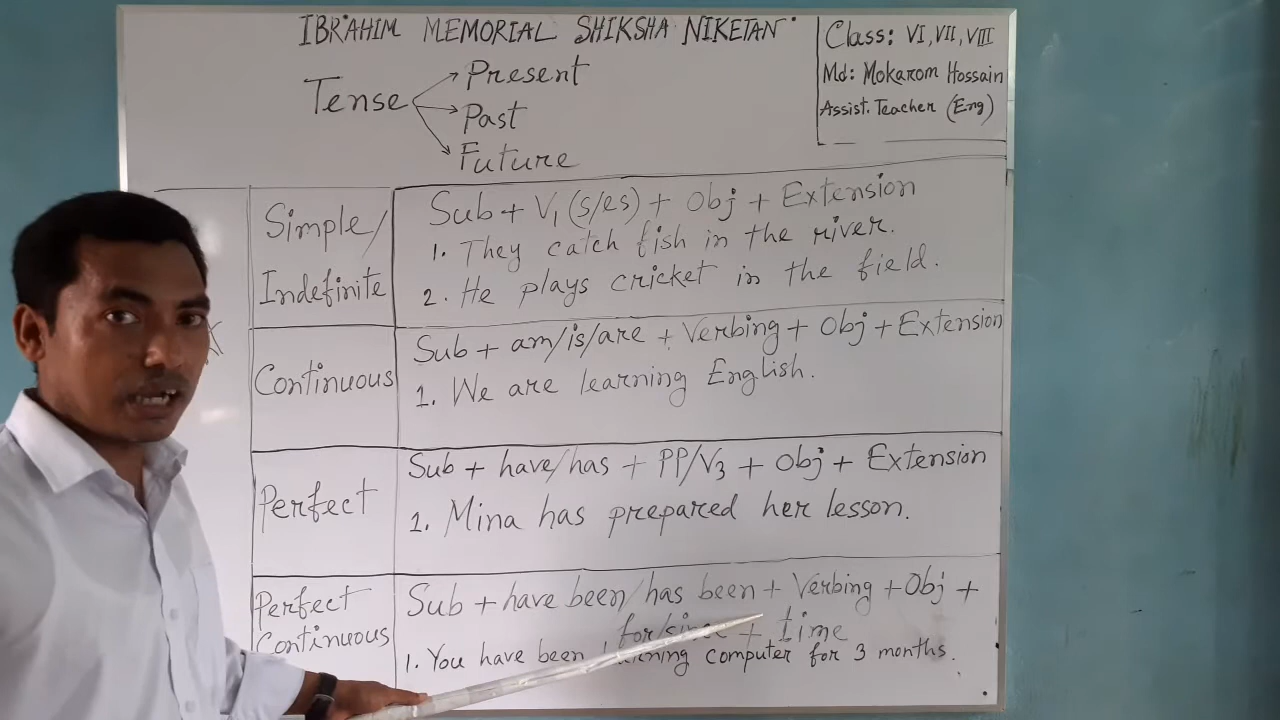 IBRAHIM MEMORIAL SHIKSHA NIKETAN
Class: VI, VII, VIII
Md: Mokarom Hossain
Assist. Teacher (Eng)
Tense
Present
Past
Future
Simple/
Indefinite
Sub + V1 (s/es) + Obj + Extension
1. They catch fish in the river.
2. He plays cricket in the field.
Continuous
Sub + am/is/are + Verbing + Obj + Extension
1. We are learning English.
Perfect
Sub + have/has + PP/V3 + Obj + Extension
1. Mina has prepared her lesson.
Perfect
Continuous
Sub + have been/has been + Verbing + Obj +
for/since + time
1. You have been learning computer for 3 months.